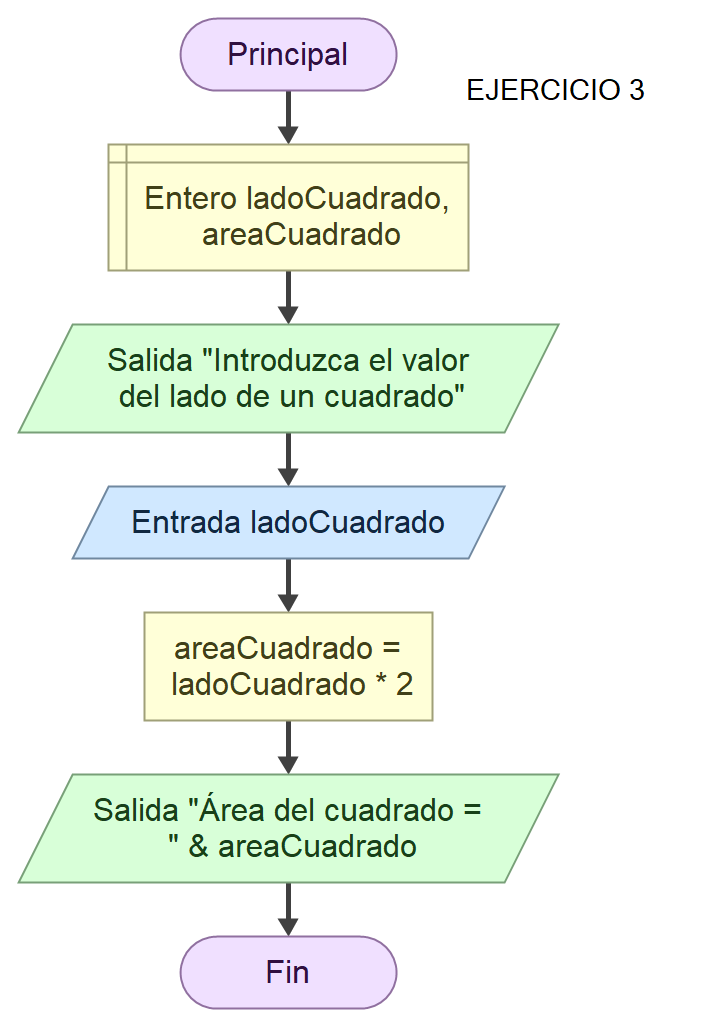 Principal
EJERCICIO 3
Entero ladoCuadrado,
areaCuadrado
Salida "Introduzca el valor
del lado de un cuadrado"
Entrada ladoCuadrado
areaCuadrado =
ladoCuadrado * 2
Salida "Área del cuadrado =
" & areaCuadrado
Fin